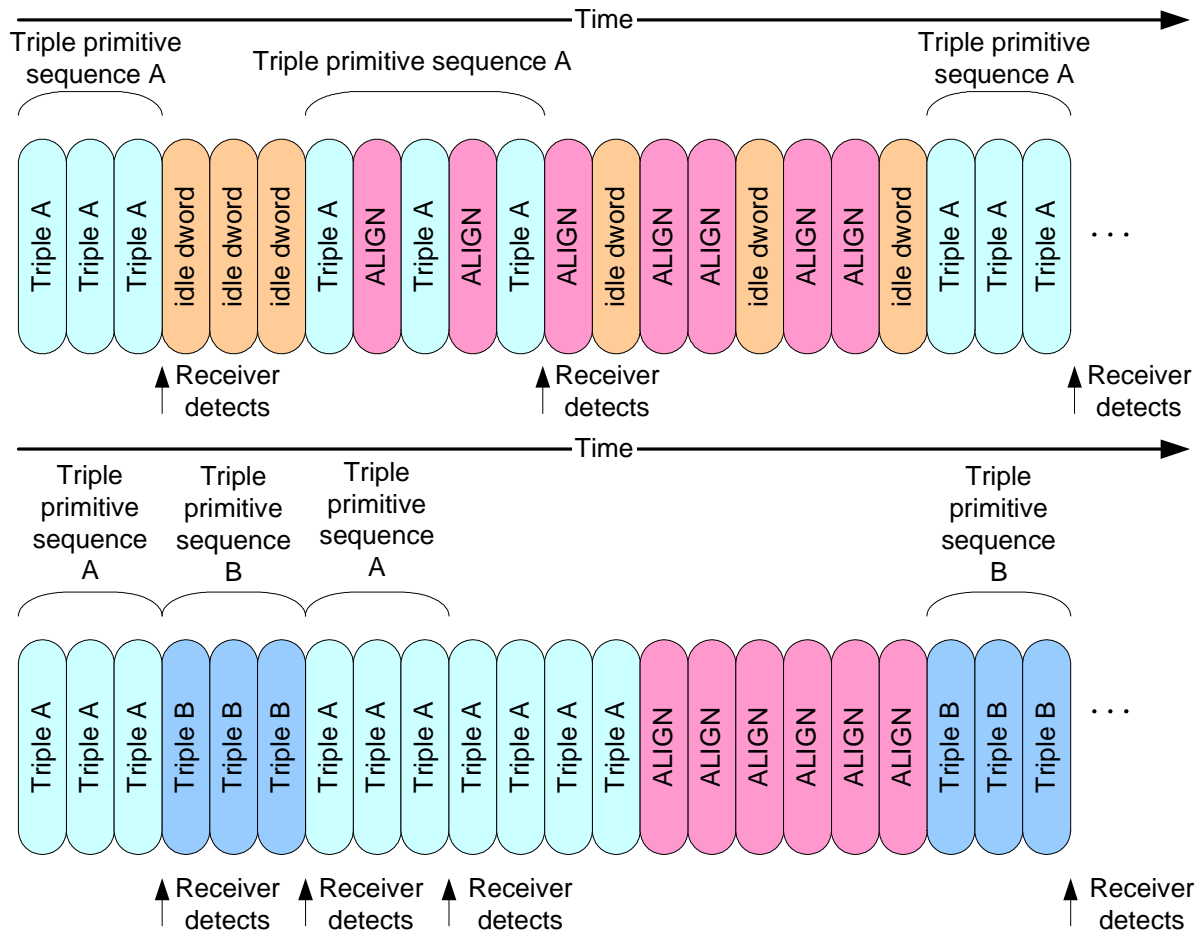 Time
Triple primitive
sequence A
Triple primitive sequence A
Triple primitive
sequence A
Triple A
Triple A
Triple A
idle dword
idle dword
idle dword
Triple A
ALIGN
Triple A
ALIGN
Triple A
ALIGN
idle dword
ALIGN
ALIGN
idle dword
ALIGN
ALIGN
idle dword
Triple A
Triple A
Triple A
. . .
Receiver
detects
Receiver
detects
Receiver
detects
Time
Triple
primitive
sequence
A
Triple
primitive
sequence
B
Triple
primitive
sequence
A
Triple
primitive
sequence
B
Triple A
Triple A
Triple A
Triple B
Triple B
Triple B
Triple A
Triple A
Triple A
Triple A
Triple A
Triple A
Triple A
ALIGN
ALIGN
ALIGN
ALIGN
ALIGN
ALIGN
Triple B
Triple B
Triple B
. . .
Receiver
detects
Receiver
detects
Receiver
detects
Receiver
detects